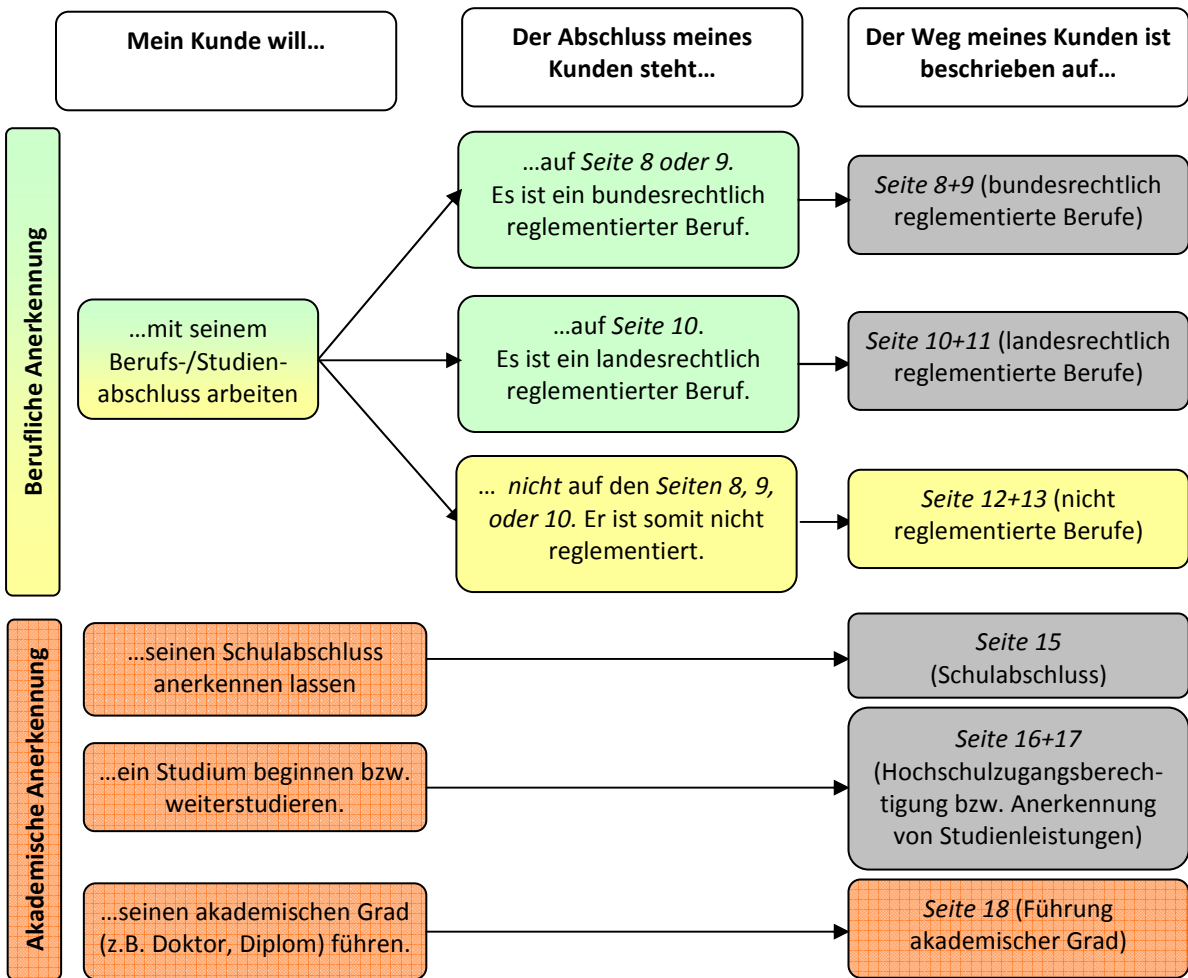 Mein Kunde will…
Der Abschluss meines
Kunden steht…
Der Weg meines Kunden ist
beschrieben auf…
Berufliche Anerkennung
…mit seinem
Berufs-/Studien-
abschluss arbeiten
…auf Seite 8 oder 9.
Es ist ein bundesrechtlich
reglementierter Beruf.
Seite 8+9 (bundesrechtlich
reglementierte Berufe)
…auf Seite 10.
Es ist ein landesrechtlich
reglementierter Beruf.
Seite 10+11 (landesrechtlich
reglementierte Berufe)
… nicht auf den Seiten 8, 9,
oder 10. Er ist somit nicht
reglementiert.
Seite 12+13 (nicht
reglementierte Berufe)
Akademische Anerkennung
…seinen Schulabschluss
anerkennen lassen
Seite 15
(Schulabschluss)
…ein Studium beginnen bzw.
weiterstudieren.
Seite 16+17
(Hochschulzugangsberech-
tigung bzw. Anerkennung
von Studienleistungen)
…seinen akademischen Grad
(z.B. Doktor, Diplom) führen.
Seite 18 (Führung
akademischer Grad)